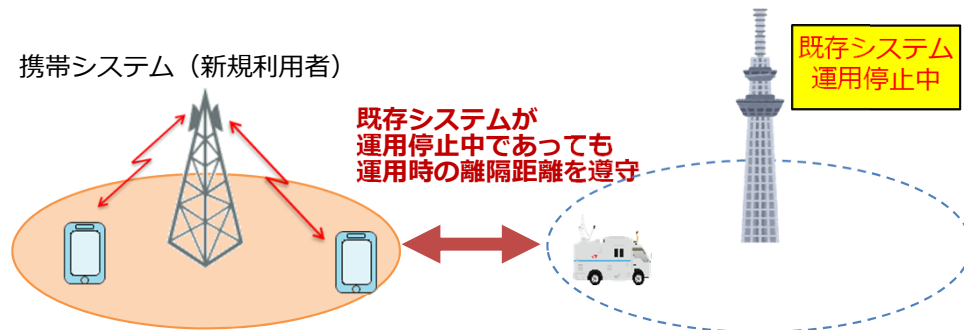 携帯システム（新規利用者）
既存システムが
運用停止中であっても
運用時の離隔距離を遵守
既存システム
運用停止中